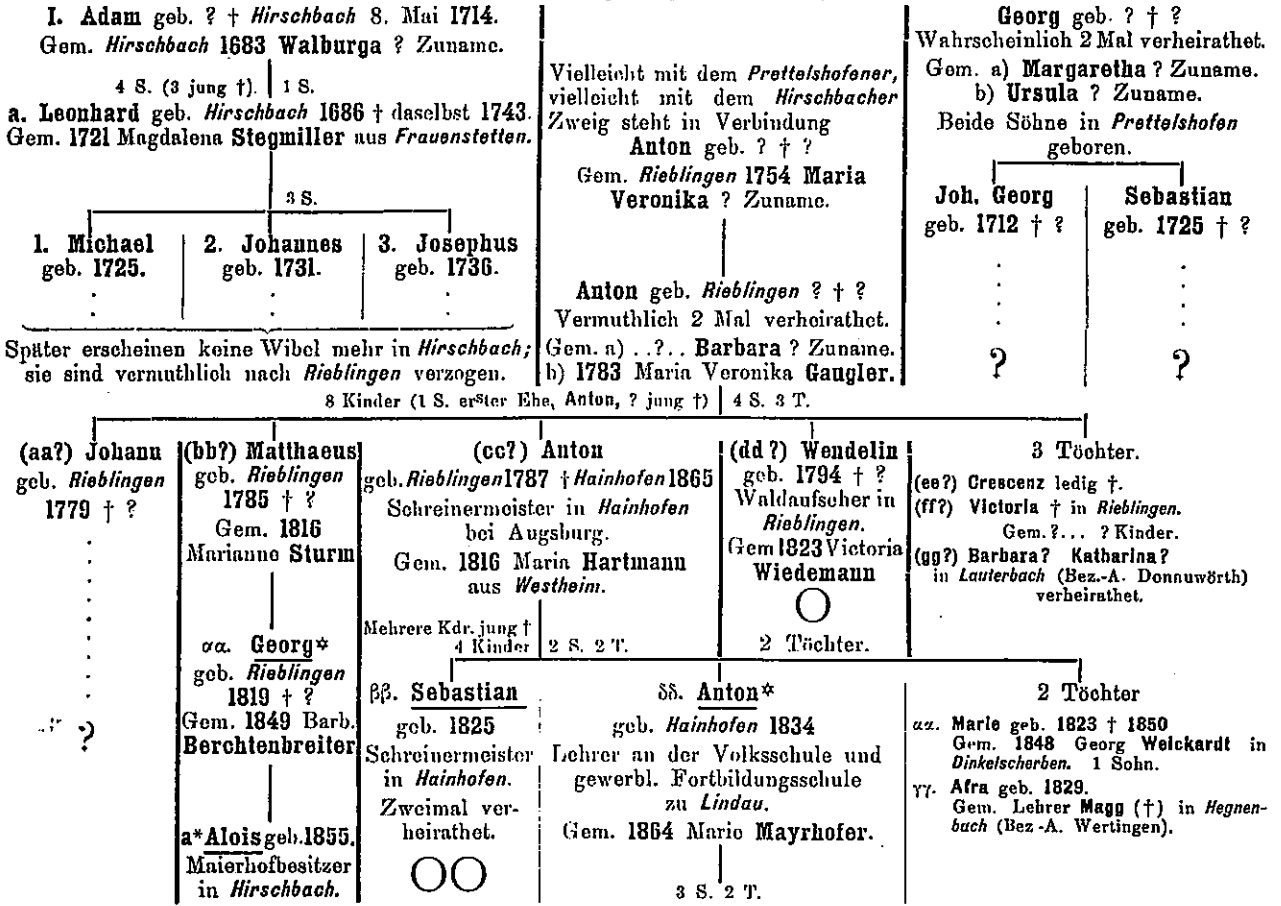 I. Adam geb. ? † Hirschbach 8. Mai 1714.
Gem. Hirschbach 1683 Walburga ? Zuname.
4 S. (3 jung †). | 1 S.
a. Leonhard geb. Hirschbach 1686 † daselbst 1743.
Gem. 1721 Magdalena Stegmiller aus Frauenstetten.
3 S.
1. Michael
geb. 1725.
2. Johannes
geb. 1731.
3. Josephus
geb. 1736.
Später erscheinen keine Wibel mehr in Hirschbach;
sie sind vermuthlich nach Rieblingen verzogen.
Vielleicht mit dem Prettelshofener,
vielleicht mit dem Hirschbacher
Zweig steht in Verbindung
Anton geb. ? † ?
Gem. Rieblingen 1754 Maria
Veronika ? Zuname.
Anton geb. Rieblingen ? † ?
Vermuthlich 2 Mal verheirathet.
Gem. a) ..?.. Barbara ? Zuname.
b) 1783 Maria Veronika Gaugler.
Georg geb. ? † ?
Wahrscheinlich 2 Mal verheirathet.
Gem. a) Margaretha ? Zuname.
b) Ursula ? Zuname.
Beide Söhne in Prettelshofen
geboren.
Joh. Georg
geb. 1712 † ?
?
Sebastian
geb. 1725 † ?
?
8 Kinder (1 S. erster Ehe, Anton, ? jung †) | 4 S. 3 T.
(aa?) Johann
geb. Rieblingen
1779 † ?
?
(bb?) Matthaeus
geb. Rieblingen
1785 † ?
Gem. 1816
Marianne Sturm
αα. Georg*
geb. Rieblingen
1819 † ?
Gem. 1849 Barb.
Berchtenbreiter
a* Alois geb. 1855.
Maierhofbesitzer
in Hirschbach.
(cc?) Anton
geb. Rieblingen 1787 † Hainhofen 1865
Schreinermeister in Hainhofen
bei Augsburg.
Gem. 1816 Maria Hartmann
aus Westheim.
Mehrere Kdr. jung †
4 Kinder | 2 S. 2 T.
(dd?) Wendelin
geb. 1794 † ?
Waldaufseher in
Rieblingen.
Gem 1823 Victoria
Wiedemann
2 Töchter.
3 Töchter.
(ee?) Crescenz ledig †.
(ff?) Victoria † in Rieblingen.
Gem. ?... ? Kinder.
(gg?) Barbara? Katharina?
in Lauterbach (Bez.-A. Donnuwörth)
verheirathet.
ββ. Sebastian
geb. 1825
Schreinermeister
in Hainhofen.
Zweimal ver-
heirathet.
δδ. Anton*
geb. Hainhofen 1834
Lehrer an der Volksschule und
gewerbl. Fortbildungsschule
zu Lindau.
Gem. 1864 Marie Mayrhofer.
3 S. 2 T.
2 Töchter
αα. Marie geb. 1823 † 1850
Gem. 1848 Georg Weickardt in
Dinkelscherben. 1 Sohn.
γγ. Afra geb. 1829.
Gem. Lehrer Magg (†) in Hegnen-
bach (Bez.-A. Wertingen).